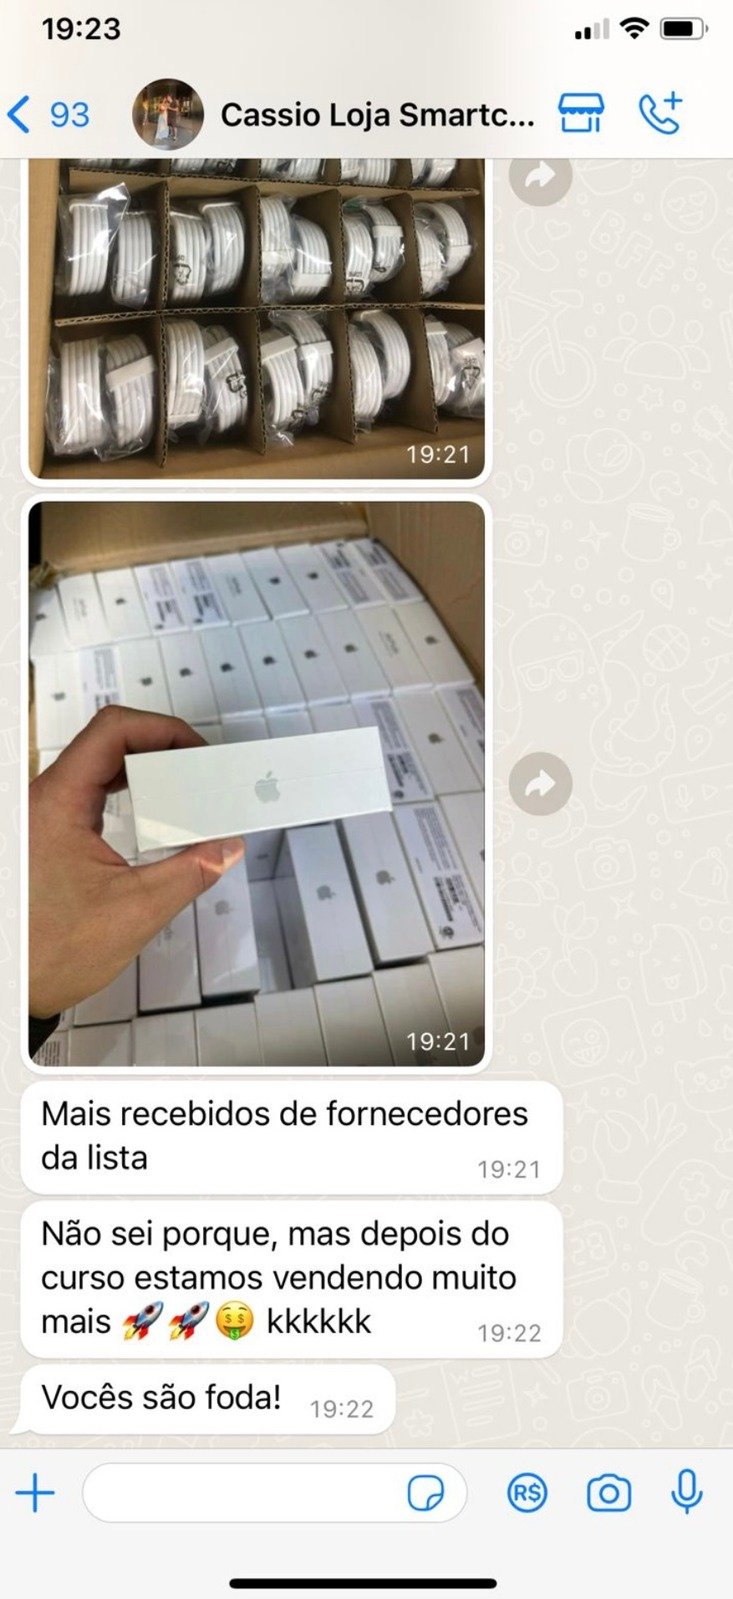 19:23
93
Cassio Loja Smartc...
19:21
19:21
Mais recebidos de fornecedores
da lista
19:21
Não sei porque, mas depois do
curso estamos vendendo muito
mais 🚀🚀🤑 kkkkkk
19:22
Vocês são foda!
19:22
R$